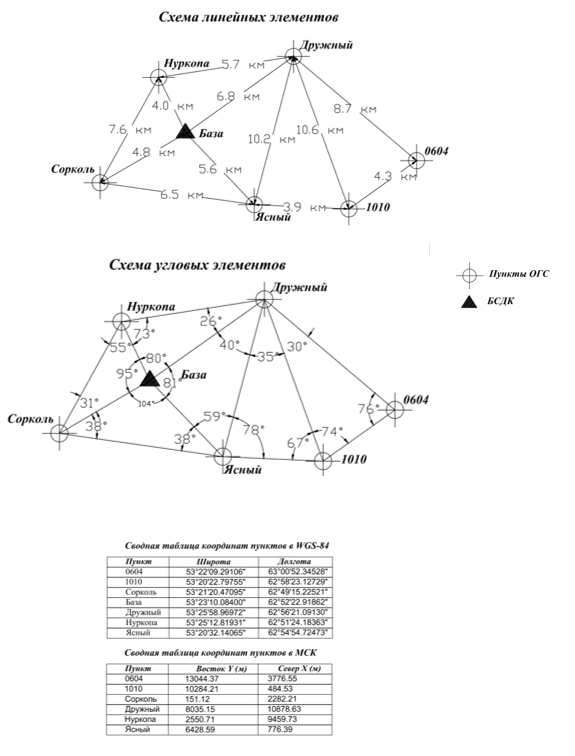 Схема линейных элементов
Дружный
Нуркопа
5.7 км
6.8 км
4.0 км
8.7 км
7.6 км
База
10.2 км
10.6 км
0604
4.8 км
Сорколь
5.6 км
4.3 км
6.5 км
3.9 км
Ясный
1010
Схема угловых элементов
Пункты ОГС
БСДК
Дружный
Нуркопа
26°
73°
55°
40°
35°
30°
80°
95°
База
81°
31°
104°
0604
76°
Сорколь
38°
59°
78°
74°
38°
67°
Ясный
1010
Сводная таблица координат пунктов в WGS-84
Пункт Широта Долгота
0604 53°22'09.29106" 63°00'52.34528"
1010 53°20'22.79755" 62°58'23.12729"
Сорколь 53°21'20.47095" 62°49'15.22521"
База 53°23'10.08400" 62°52'22.91862"
Дружный 53°25'58.96972" 62°56'21.09130"
Нуркопа 53°25'12.81931" 62°51'24.18363"
Ясный 53°20'32.14065" 62°54'54.72473"
Сводная таблица координат пунктов в МСК
Пункт Восток Y (м) Север X (м)
0604 13044.37 3776.55
1010 10284.21 484.53
Сорколь 151.12 2282.21
Дружный 8035.15 10878.63
Нуркопа 2550.71 9459.73
Ясный 6428.59 776.39